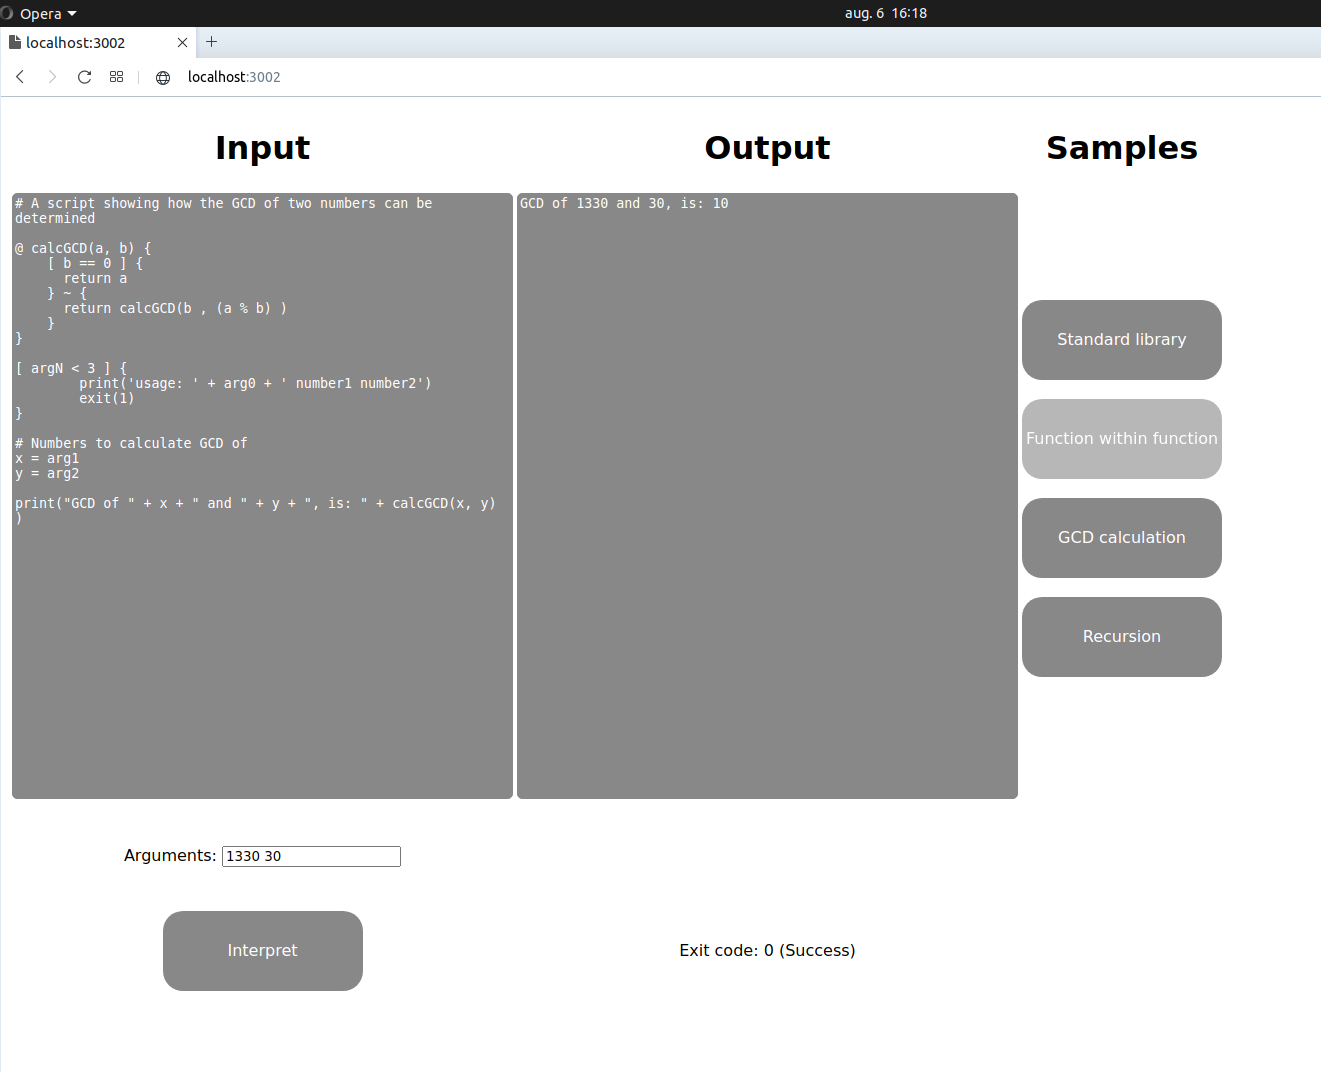 Opera
aug. 6 16:18
localhost:3002
localhost:3002
Input
Output
Samples
# A script showing how the GCD of two numbers can be
determined
@ calcGCD(a, b) {
    [ b == 0 ] {
      return a
    } ~ {
      return calcGCD(b , (a % b) )
    }
}
[ argN < 3 ] {
        print('usage: ' + arg0 + ' number1 number2')
        exit(1)
}
# Numbers to calculate GCD of
x = arg1
y = arg2
print("GCD of " + x + " and " + y + ", is: " + calcGCD(x, y)
)
GCD of 1330 and 30, is: 10
Standard library
Function within function
GCD calculation
Recursion
Arguments: 1330 30
Interpret
Exit code: 0 (Success)